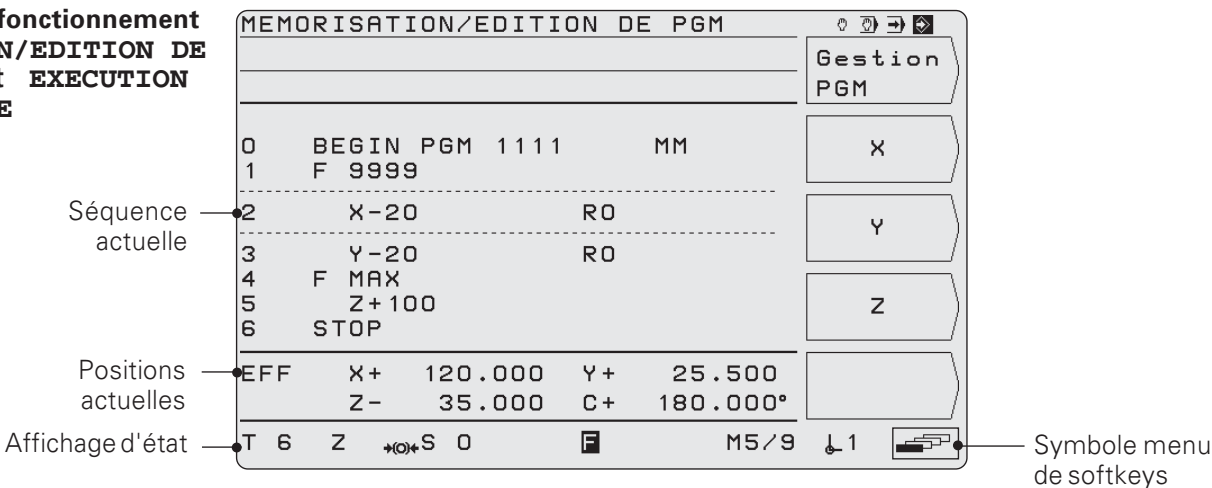 fonctionnement
N/EDITION DE
t EXECUTION
E
MEMORISATION/EDITION DE PGM
Gestion
PGM
0 BEGIN PGM 1111 MM
1 F 9999
X
Séquence
actuelle
2 X-20 R0
Y
3 Y-20 R0
4 F MAX
5 Z+100
6 STOP
Z
Positions
actuelles
EFF X+ 120.000 Y+ 25.500
Z- 35.000 C+ 180.000°
Affichage d'état
T 6 Z S 0 F M5/9 1
Symbole menu
de softkeys